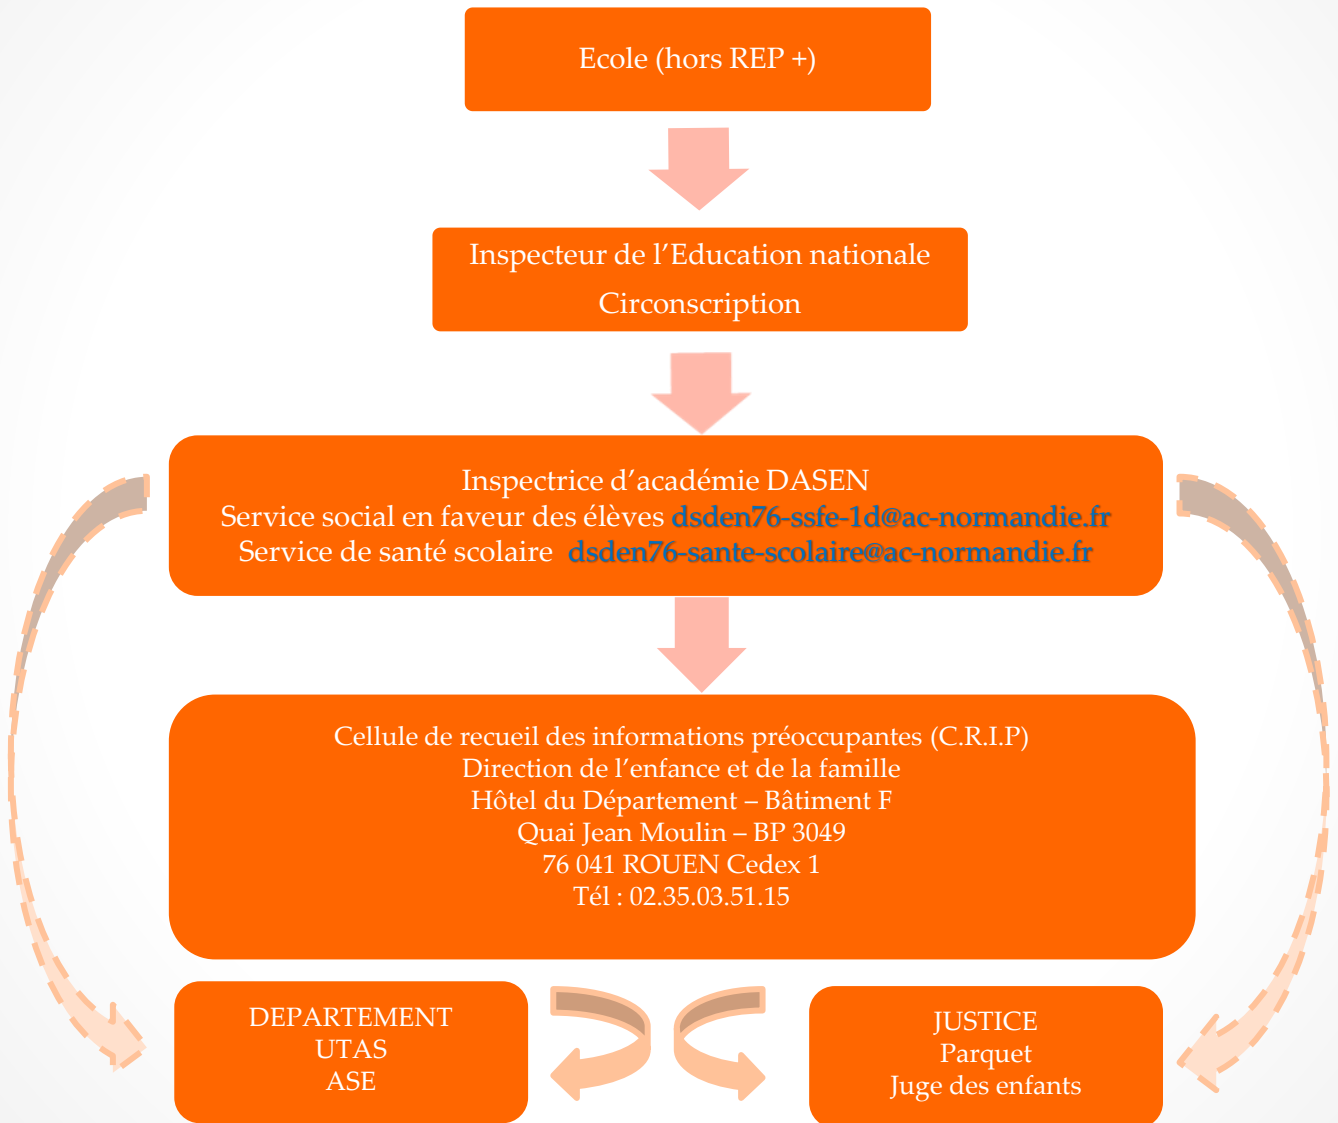 Ecole (hors REP +)
Inspecteur de l’Education nationale
Circonscription
Inspectrice d’académie DASEN
Service social en faveur des élèves dsden76-ssfe-1d@ac-normandie.fr
Service de santé scolaire dsden76-sante-scolaire@ac-normandie.fr
Cellule de recueil des informations préoccupantes (C.R.I.P)
Direction de l’enfance et de la famille
Hôtel du Département – Bâtiment F
Quai Jean Moulin – BP 3049
76 041 ROUEN Cedex 1
Tél : 02.35.03.51.15
DEPARTEMENT
UTAS
ASE
JUSTICE
Parquet
Juge des enfants